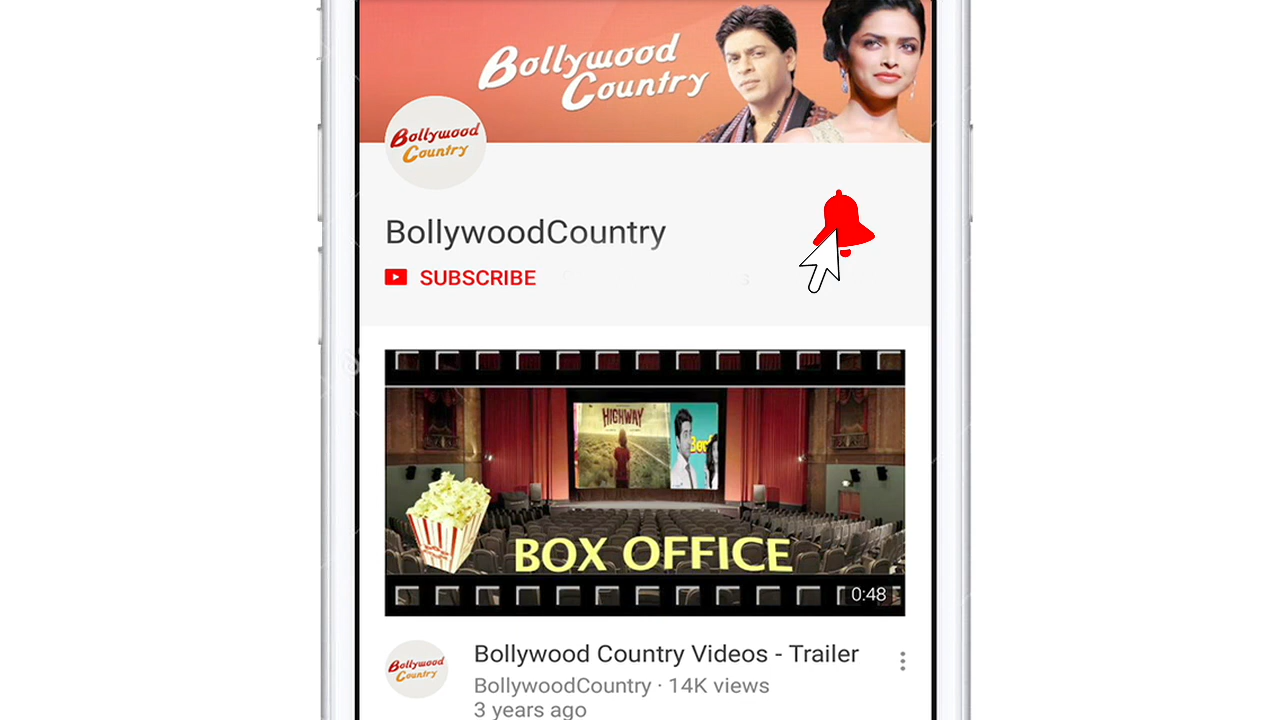 Bollywood
Country
Bollywood
Country
BollywoodCountry
SUBSCRIBE
HIGHWAY
BOX OFFICE
0:48
Bollywood
Country
Bollywood Country Videos - Trailer
BollywoodCountry · 14K views
3 years ago